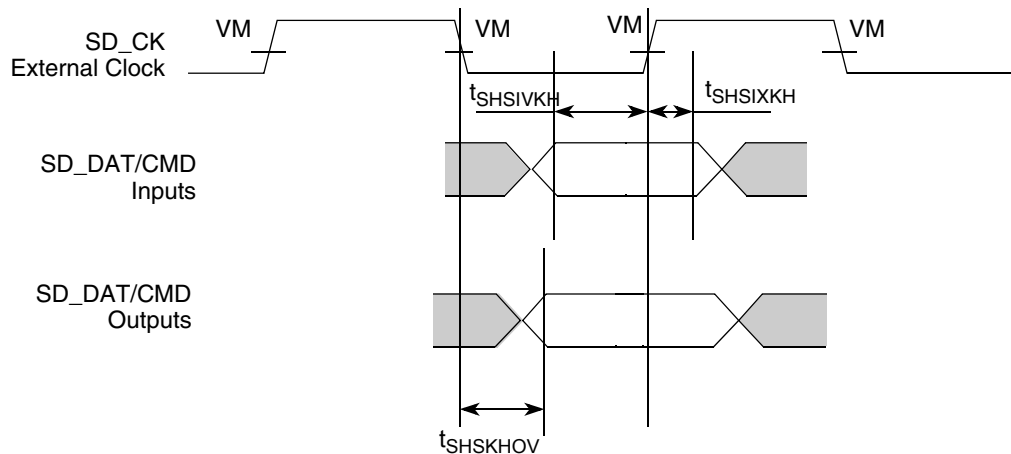 VM VM VM VM
SD_CK
External Clock
tSHSIVKH tSHSIXKH
SD_DAT/CMD
Inputs
SD_DAT/CMD
Outputs
tSHSKHOV